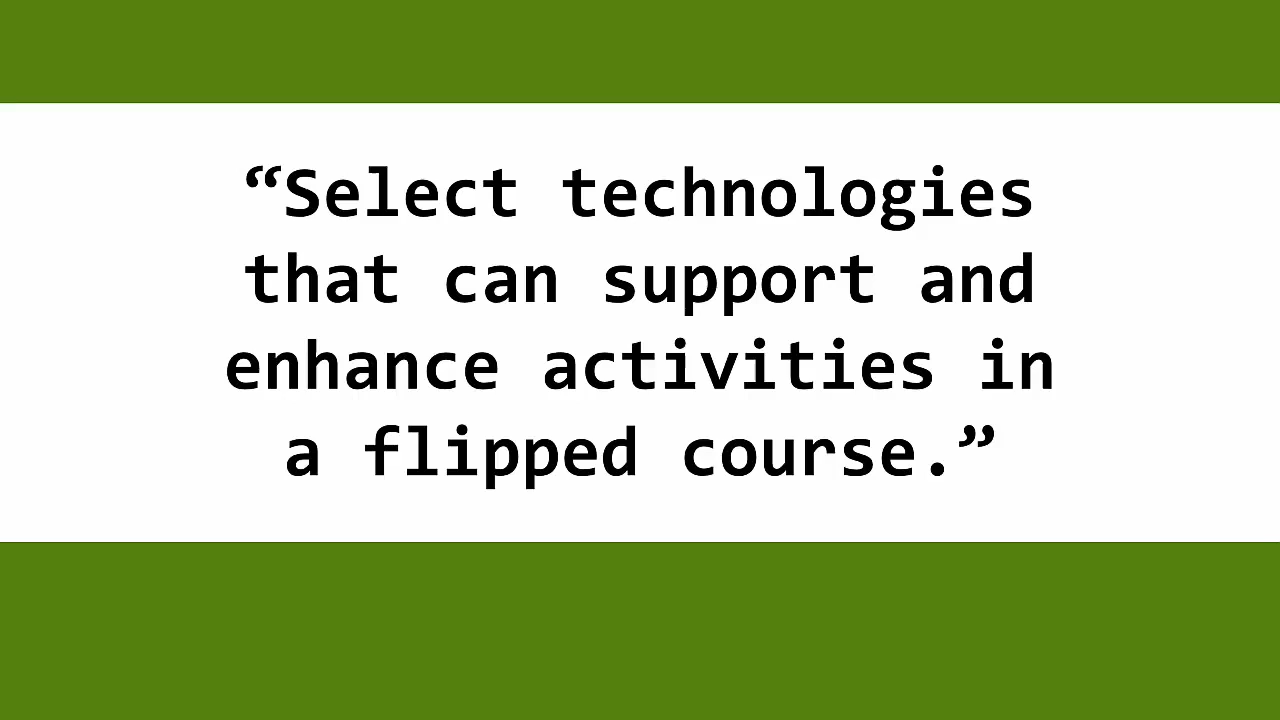 “Select technologies
that can support and
enhance activities in
a flipped course.”